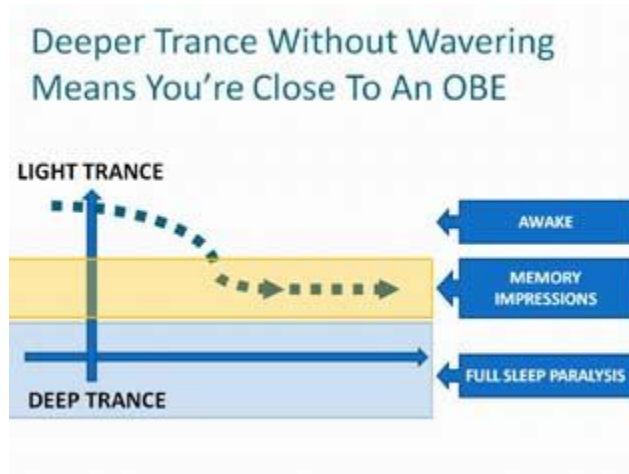 Deeper Trance Without Wavering
Means You're Close To An OBE
LIGHT TRANCE
AWAKE
MEMORY
IMPRESSIONS
FULL SLEEP PARALYSIS
DEEP TRANCE